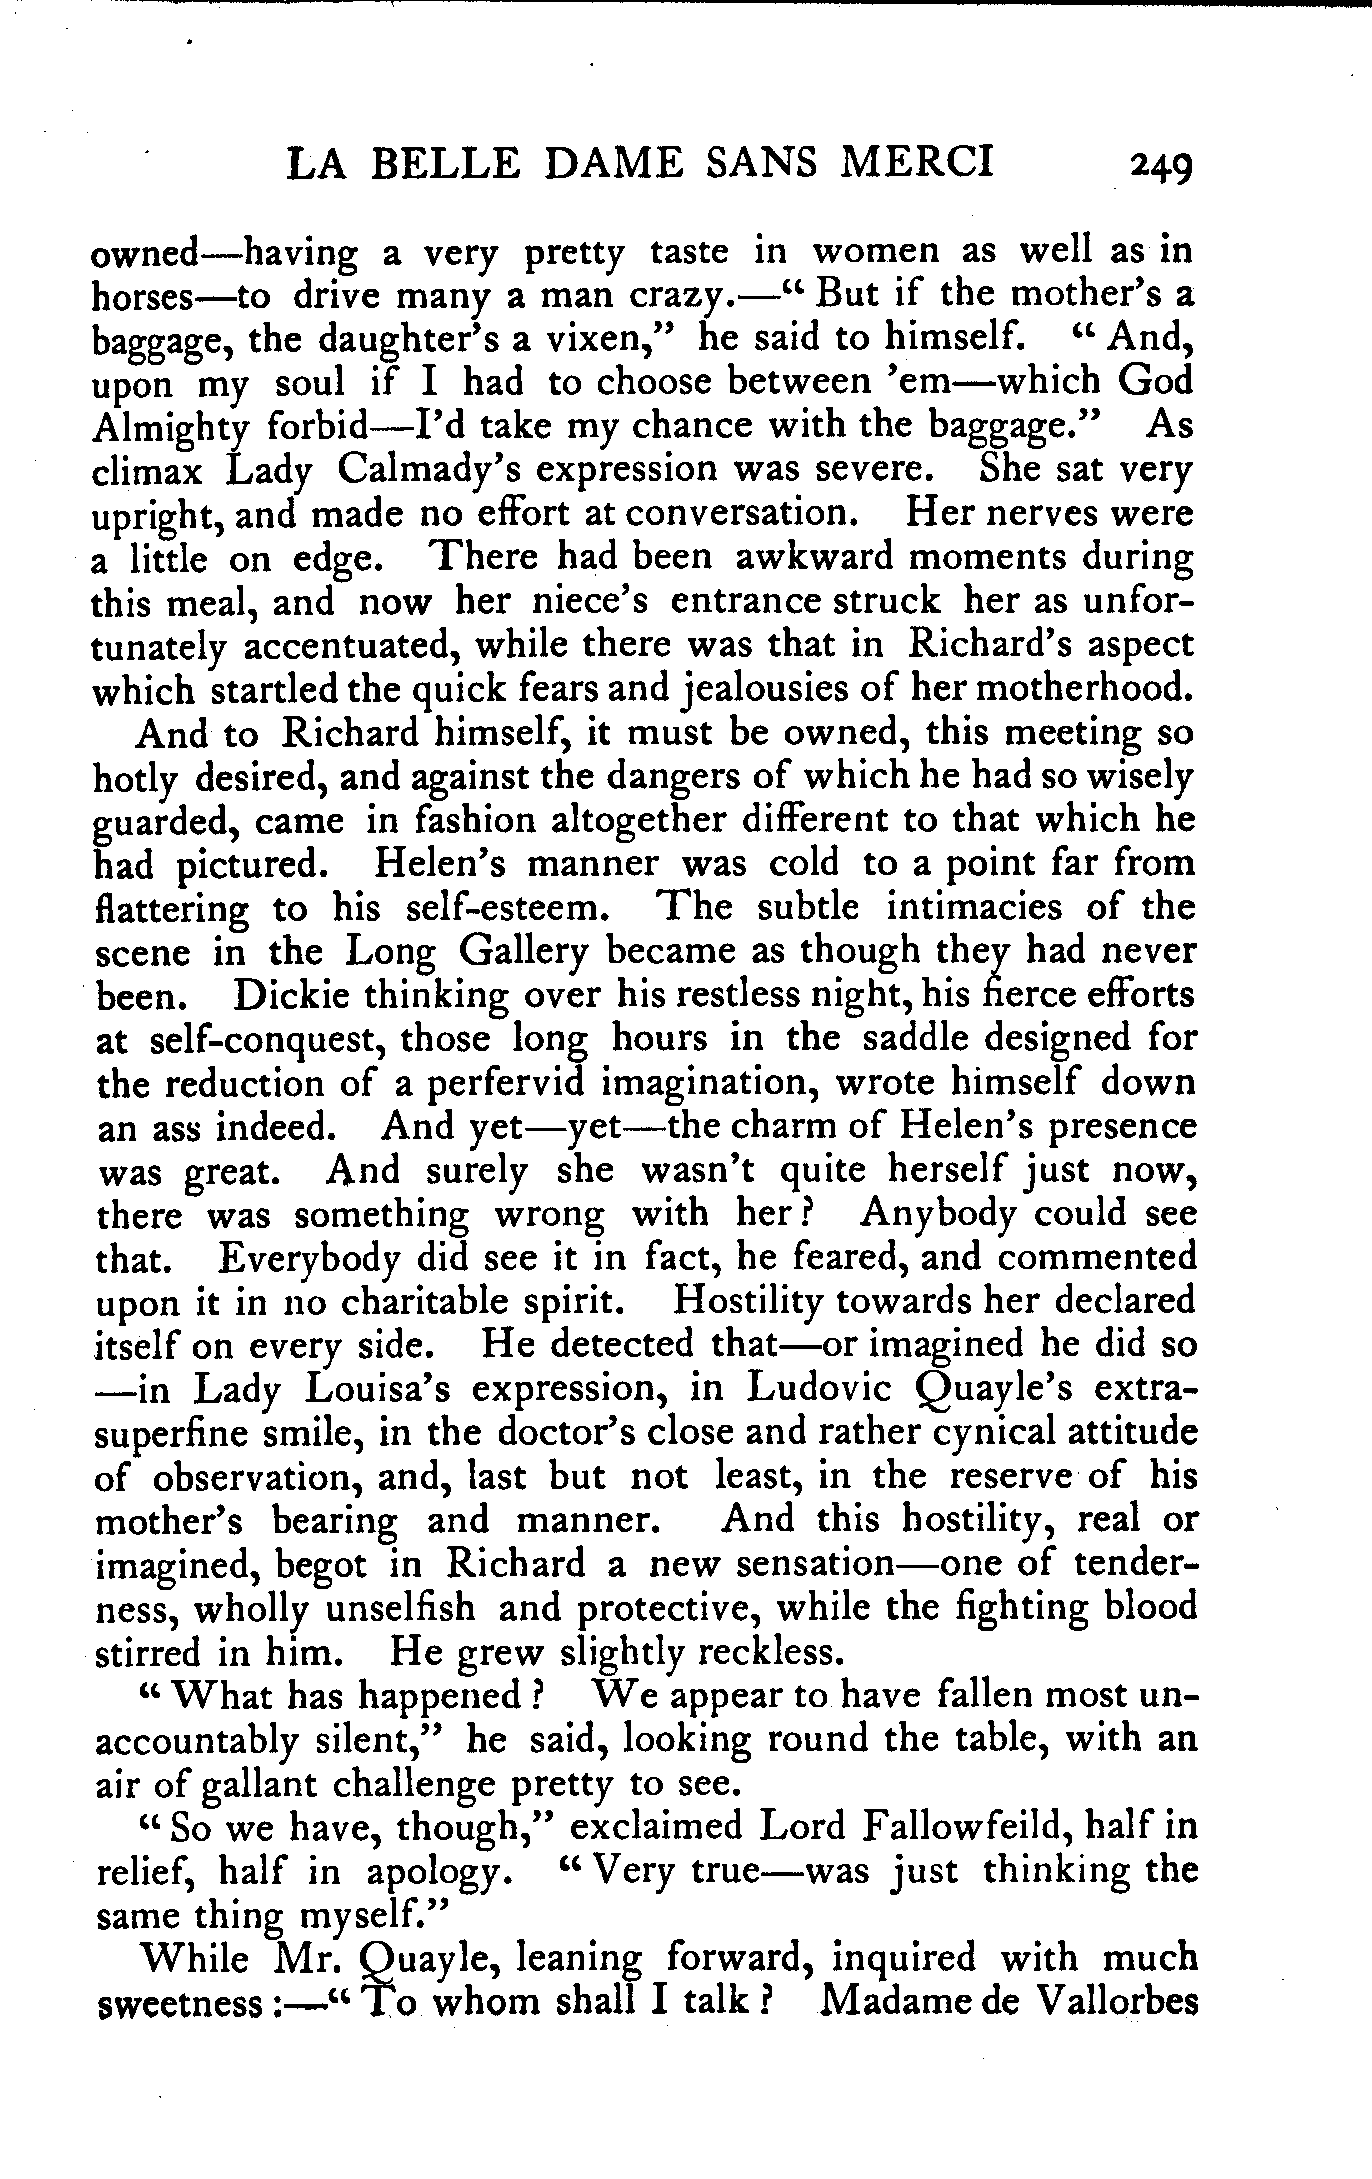 LA BELLE DAME SANS MERCI 249
owned—having a very pretty taste in women as well as in
horses—to drive many a man crazy.—“ But if the mother’s a
baggage, the daughter’s a vixen,” he said to himself. “ And,
upon my soul if I had to choose between ’em—which God
Almighty forbid—I’d take my chance with the baggage.” As
climax Lady Calmady’s expression was severe. She sat very
upright, and made no effort at conversation. Her nerves were
a little on edge. There had been awkward moments during
this meal, and now her niece’s entrance struck her as unfor-
tunately accentuated, while there was that in Richard’s aspect
which startled the quick fears and jealousies of her motherhood.
And to Richard himself, it must be owned, this meeting so
hotly desired, and against the dangers of which he had so wisely
guarded, came in fashion altogether different to that which he
had pictured. Helen’s manner was cold to a point far from
flattering to his self-esteem. The subtle intimacies of the
scene in the Long Gallery became as though they had never
been. Dickie thinking over his restless night, his fierce efforts
at self-conquest, those long hours in the saddle designed for
the reduction of a perfervid imagination, wrote himself down
an ass indeed. And yet—yet—the charm of Helen’s presence
was great. And surely she wasn’t quite herself just now,
there was something wrong with her? Anybody could see
that. Everybody did see it in fact, he feared, and commented
upon it in no charitable spirit. Hostility towards her declared
itself on every side. He detected that—or imagined he did so
—in Lady Louisa’s expression, in Ludovic Quayle’s extra-
superfine smile, in the doctor’s close and rather cynical attitude
of observation, and, last but not least, in the reserve of his
mother’s bearing and manner. And this hostility, real or
imagined, begot in Richard a new sensation—one of tender-
ness, wholly unselfish and protective, while the fighting blood
stirred in him. He grew slightly reckless.
“ What has happened ? We appear to have fallen most un-
accountably silent,” he said, looking round the table, with an
air of gallant challenge pretty to see.
“ So we have, though,” exclaimed Lord Fallowfeild, half in
relief, half in apology. “ Very true—was just thinking the
same thing myself.”
While Mr. Quayle, leaning forward, inquired with much
sweetness :—“ To whom shall I talk ? Madame de Vallorbes